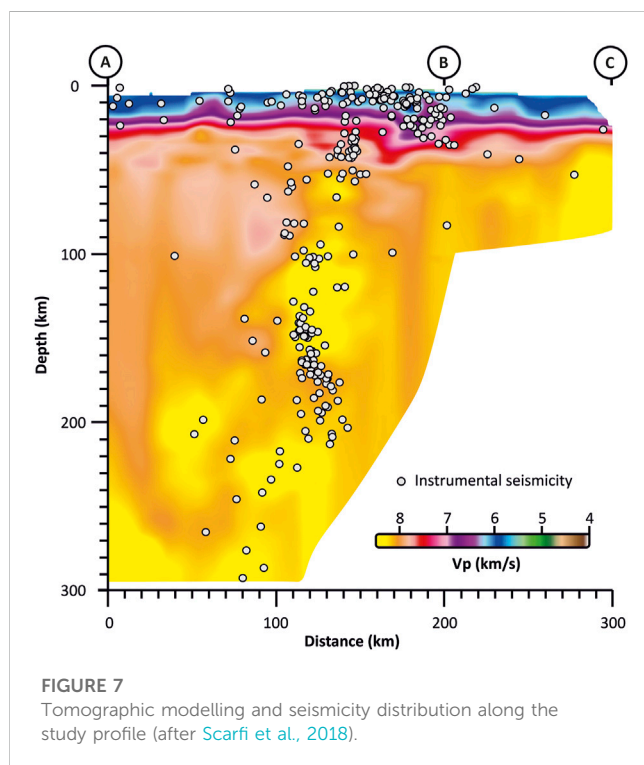 A
B
C
0
100
200
300
Depth (km)
Instrumental seismicity
8 7 6 5 4
Vp (km/s)
0 100 200 300
Distance (km)
FIGURE 7
Tomographic modelling and seismicity distribution along the
study profile (after Scarfi et al., 2018).